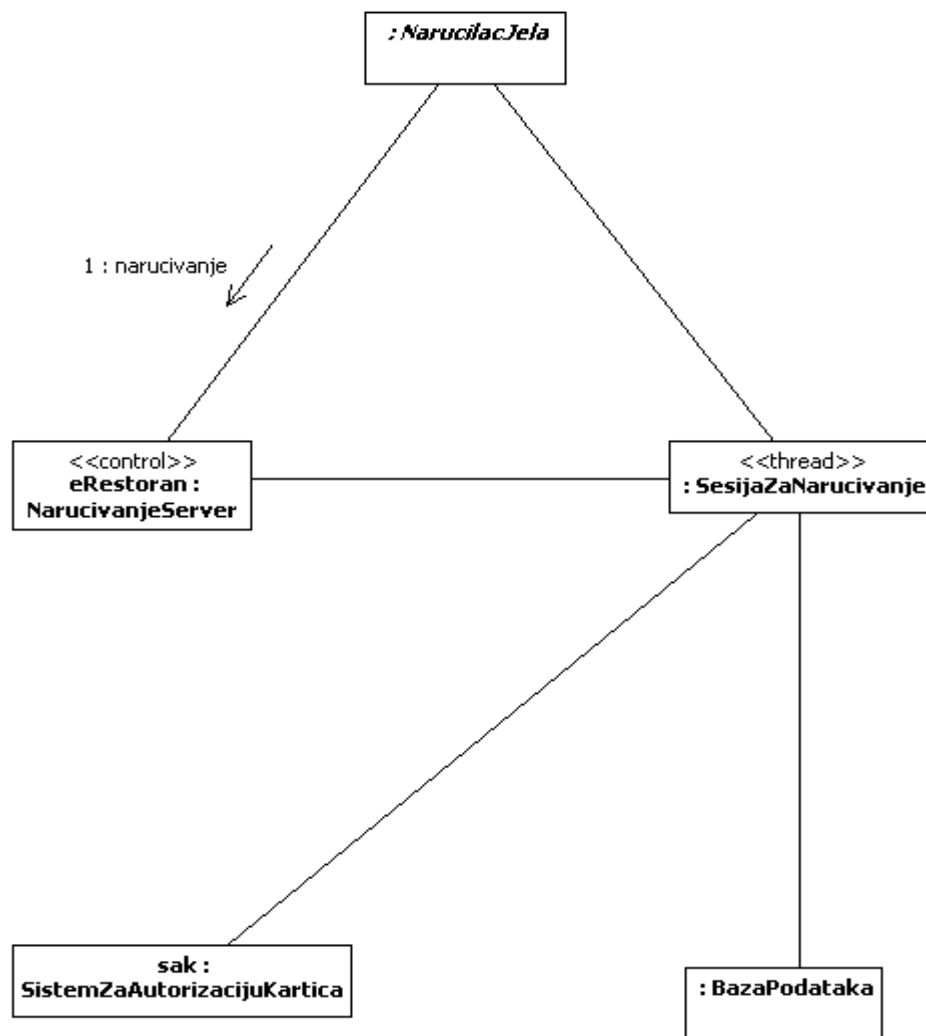 : NarucilacJela
1 : narucivanje
<<control>>
eRestoran :
NarucivanjeServer
<<thread>>
: SesijaZaNarucivanje
sak :
SistemZaAutorizacijuKartica
: BazaPodataka